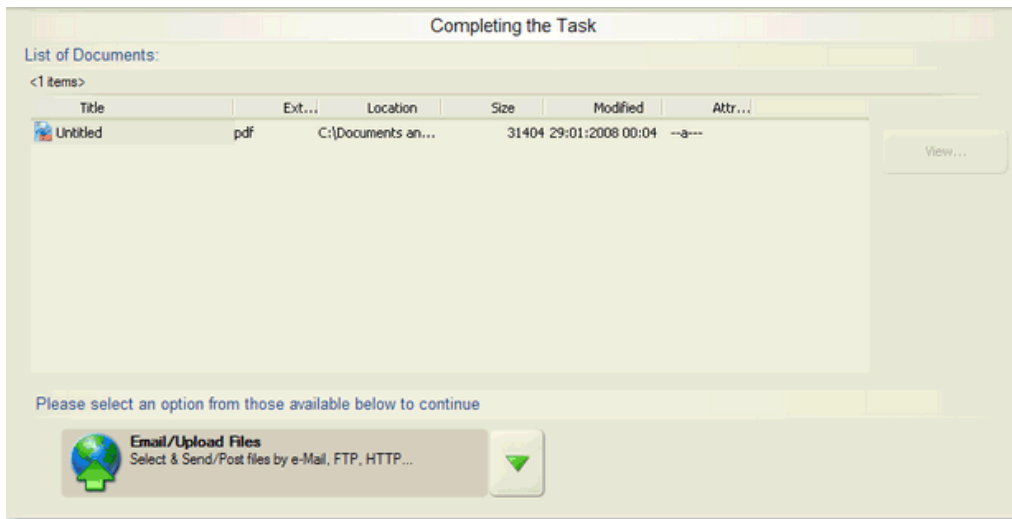 Completing the Task
List of Documents:
<1 items>
Title Ext... Location Size Modified Attr...
Untitled pdf C:\Documents an... 31404 29:01:2008 00:04 --a---
View...
Please select an option from those available below to continue
Email/Upload Files
Select & Send/Post files by e-Mail, FTP, HTTP...